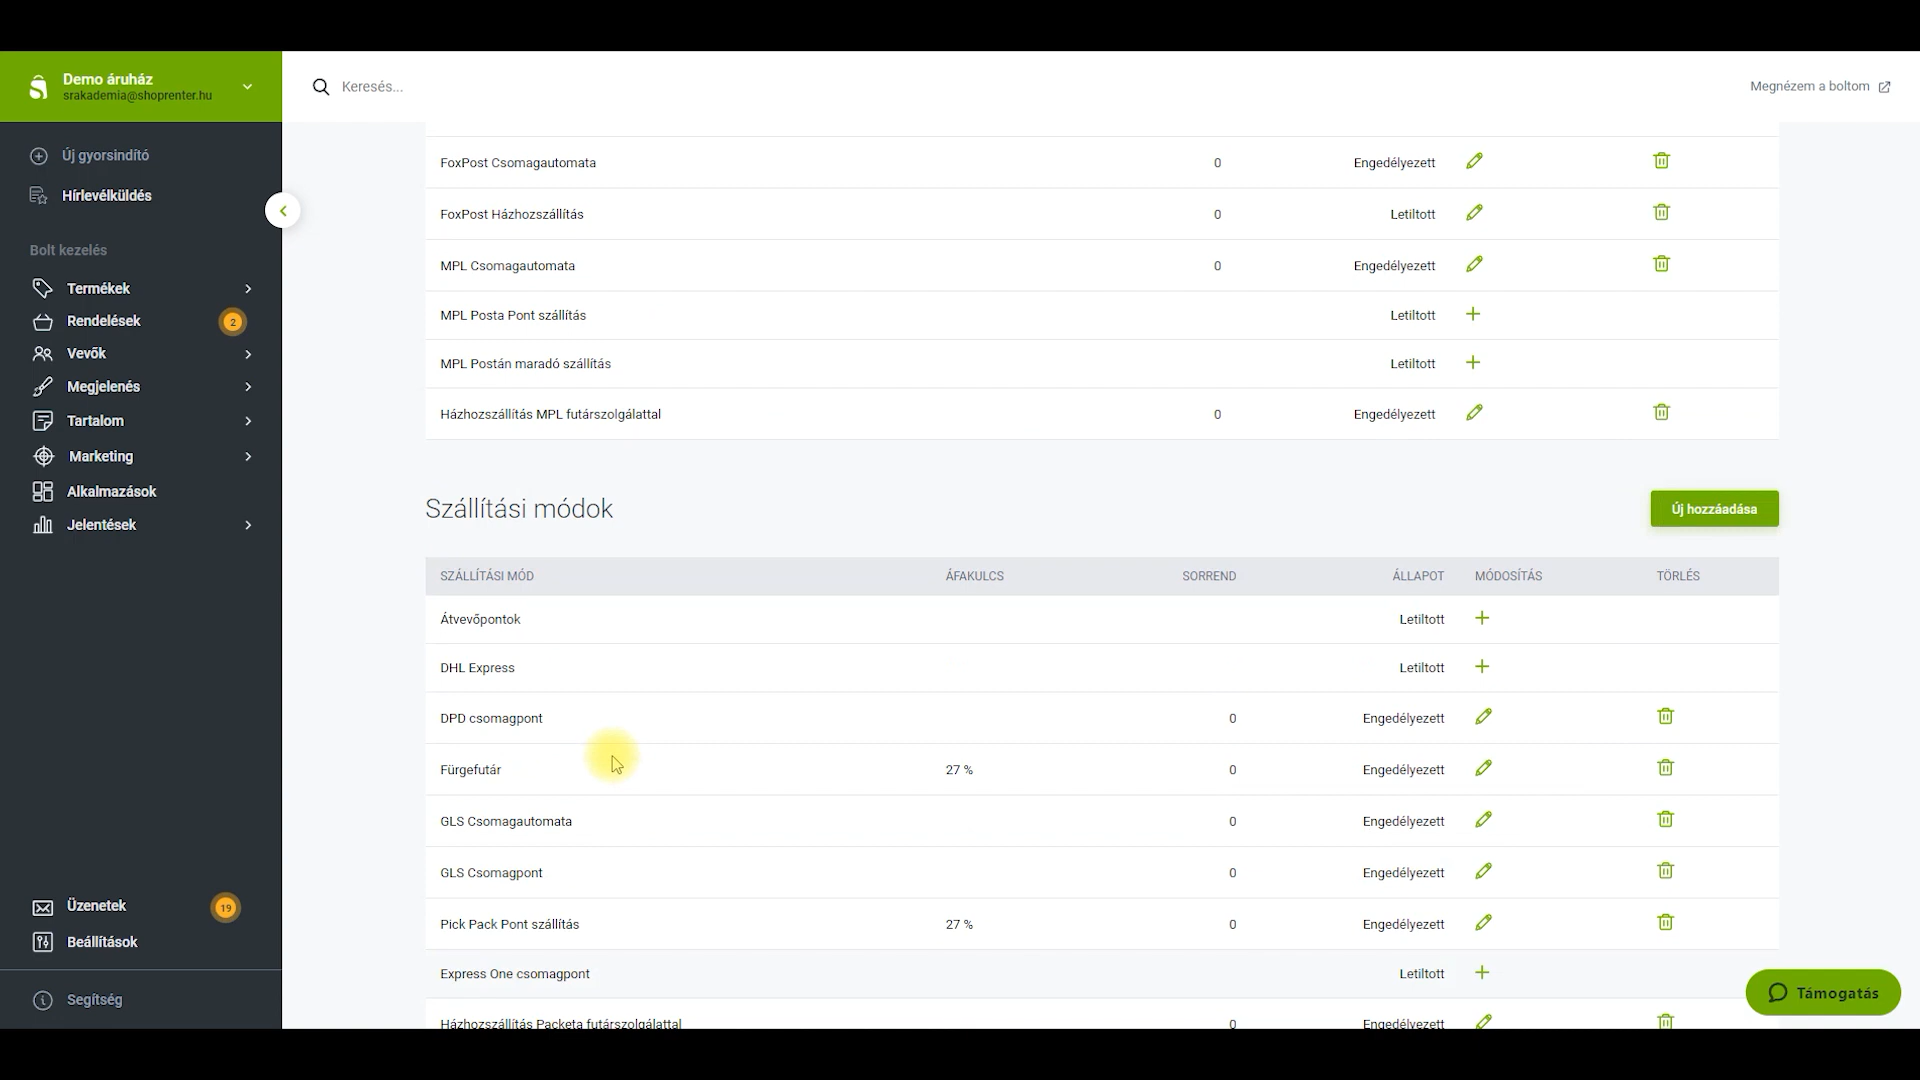 Demo áruház
srakademia@shoprenter.hu
Keresés...
Megnézem a boltom
Új gyorsindító
Hírlevélküldés
Bolt kezelés
Termékek
Rendelések 2
Vevők
Megjelenés
Tartalom
Marketing
Alkalmazások
Jelentések
Üzenetek 19
Beállítások
Segítség
FoxPost Csomagautomata 0 Engedélyezett
FoxPost Házhozszállítás 0 Letiltott
MPL Csomagautomata 0 Engedélyezett
MPL Posta Pont szállítás Letiltott
MPL Postán maradó szállítás Letiltott
Házhozszállítás MPL futárszolgálattal 0 Engedélyezett
Szállítási módok
Új hozzáadása
SZÁLLÍTÁSI MÓD ÁFAKULCS SORREND ÁLLAPOT MÓDOSÍTÁS TÖRLÉS
Átvevőpontok Letiltott
DHL Express Letiltott
DPD csomagpont 0 Engedélyezett
Fürgefutár 27 % 0 Engedélyezett
GLS Csomagautomata 0 Engedélyezett
GLS Csomagpont 0 Engedélyezett
Pick Pack Pont szállítás 27 % 0 Engedélyezett
Express One csomagpont Letiltott
Házhozszállítás Packeta futárszolgálattal 0 Engedélyezett
Támogatás